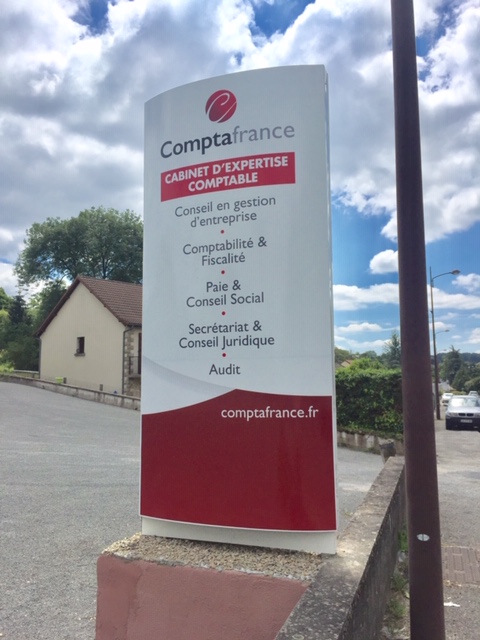 Comptafrance
CABINET D'EXPERTISE
COMPTABLE
Conseil en gestion
d'entreprise
Comptabilité &
Fiscalité
Paie &
Conseil Social
Secrétariat &
Conseil Juridique
Audit
comptafrance.fr